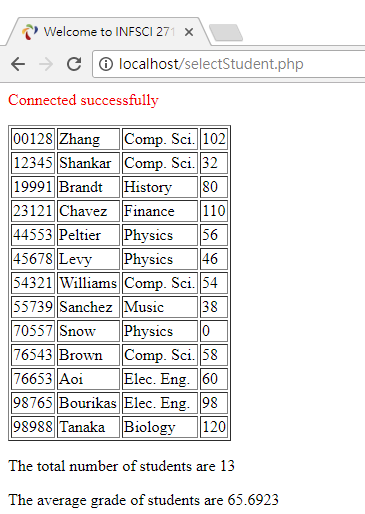 Welcome to INFSCI 271
localhost/selectStudent.php
Connected successfully
00128 Zhang Comp. Sci. 102
12345 Shankar Comp. Sci. 32
19991 Brandt History 80
23121 Chavez Finance 110
44553 Peltier Physics 56
45678 Levy Physics 46
54321 Williams Comp. Sci. 54
55739 Sanchez Music 38
70557 Snow Physics 0
76543 Brown Comp. Sci. 58
76653 Aoi Elec. Eng. 60
98765 Bourikas Elec. Eng. 98
98988 Tanaka Biology 120
The total number of students are 13
The average grade of students are 65.6923